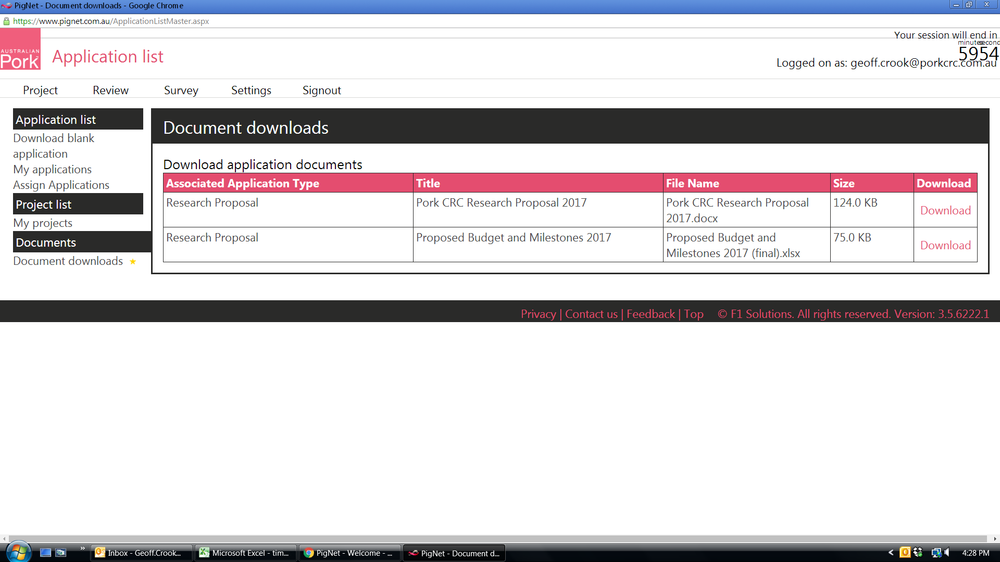 PigNet - Document downloads - Google Chrome
https://www.pignet.com.au/ApplicationListMaster.aspx
Your session will end in
minutes seconds
5954
AUSTRALIAN
Pork
Application list
Logged on as: geoff.crook@porkcrc.com.au
Project Review Survey Settings Signout
Application list
Download blank
application
My applications
Assign Applications
Project list
My projects
Documents
Document downloads
Document downloads
Download application documents
Associated Application Type Title File Name Size Download
Research Proposal Pork CRC Research Proposal 2017 Pork CRC Research Proposal 124.0 KB Download
2017.docx
Research Proposal Proposed Budget and Milestones 2017 Proposed Budget and 75.0 KB Download
Milestones 2017 (final).xlsx
Privacy | Contact us | Feedback | Top © F1 Solutions. All rights reserved. Version: 3.5.6222.1
Inbox - Geoff.Crook... Microsoft Excel - tim... PigNet - Welcome - ... PigNet - Document d... 4:28 PM